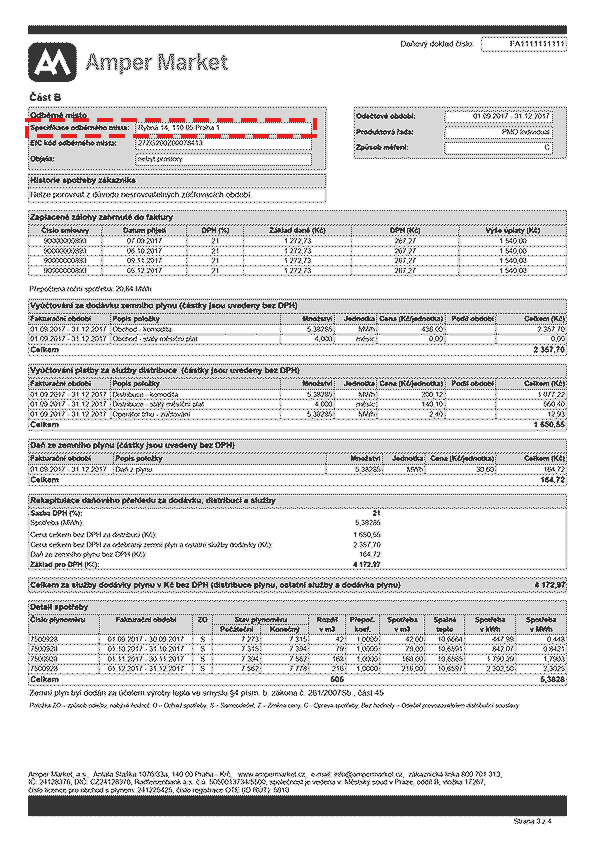 Daňový doklad číslo: FA1111111111
Amper Market
Část B
Odběrné místo
Specifikace odběrného místa: Rybná 14, 110 05 Praha 1
EIC kód odběrného místa: 27ZG200Z0007841J
Objekt: nebyt.prostory
Odečtové období: 01.09.2017 - 31.12.2017
Produktová řada: PMO Individual
Způsob měření: C
Historie spotřeby zákazníka
Nelze porovnat z důvodu nesrovnatelných zúčtovacích období.
Zaplacené zálohy zahrnuté do faktury
Číslo smlouvy Datum přijetí DPH (%) Základ daně (Kč) DPH (Kč) Výše úplaty (Kč)
90000000893 07.09.2017 21 1 272,73 267,27 1 540,00
90000000893 06.10.2017 21 1 272,73 267,27 1 540,00
90000000893 09.11.2017 21 1 272,73 267,27 1 540,00
90000000893 05.12.2017 21 1 272,73 267,27 1 540,00
Přepočtená roční spotřeba: 20,64 MWh
Vyúčtování za dodávku zemního plynu (částky jsou uvedeny bez DPH)
Fakturační období Popis položky Množství Jednotka Cena (Kč/jednotka) Podíl období Celkem (Kč)
01.09.2017 - 31.12.2017 Obchod - komodita 5,38285 MWh 438,00 2 357,70
01.09.2017 - 31.12.2017 Obchod - stálý měsíční plat 4,000 měsíc 0,00 0,00
Celkem 2 357,70
Vyúčtování platby za služby distribuce (částky jsou uvedeny bez DPH)
Fakturační období Popis položky Množství Jednotka Cena (Kč/jednotka) Podíl období Celkem (Kč)
01.09.2017 - 31.12.2017 Distribuce - komodita 5,38285 MWh 200,12 1 077,22
01.09.2017 - 31.12.2017 Distribuce - stálý měsíční plat 4,000 měsíc 140,10 560,40
01.09.2017 - 31.12.2017 Operátor trhu - zúčtování 5,38285 MWh 2,40 12,93
Celkem 1 650,55
Daň ze zemního plynu (částky jsou uvedeny bez DPH)
Fakturační období Popis položky Množství Jednotka Cena (Kč/jednotka) Celkem (Kč)
01.09.2017 - 31.12.2017 Daň z plynu 5,38285 MWh 30,60 164,72
Celkem 164,72
Rekapitulace daňového přehledu za dodávku, distribuci a služby
Sazba DPH (%): 21
Spotřeba (MWh): 5,38285
Cena celkem bez DPH za distribuci (Kč): 1 650,55
Cena celkem bez DPH za odebraný zemní plyn a ostatní služby dodávky (Kč): 2 357,70
Daň ze zemního plynu bez DPH (Kč): 164,72
Základ pro DPH (Kč): 4 172,97
Celkem za služby dodávky plynu v Kč bez DPH (distribuce plynu, ostatní služby a dodávka plynu) 4 172,97
Detail spotřeby
Číslo plynoměru Fakturační období ZO Stav plynoměru Rozdíl Přepoč. Spotřeba Spalné Spotřeba Spotřeba
Počáteční Konečný v m3 koef. v m3 teplo v kWh v MWh
7500928 01.09.2017 - 30.09.2017 S 7 273 7 315 42 1,0000 42,00 10,6664 447,99 0,448
7500928 01.10.2017 - 31.10.2017 S 7 315 7 394 79 1,0000 79,00 10,6591 842,07 0,8421
7500928 01.11.2017 - 30.11.2017 S 7 394 7 562 168 1,0000 168,00 10,6565 1 790,29 1,7903
7500928 01.12.2017 - 31.12.2017 S 7 562 7 778 216 1,0000 216,00 10,6597 2 302,50 2,3025
Celkem 505 5,3828
Zemní plyn byl dodán za účelem výroby tepla ve smyslu §4 písm. b. zákona č. 261/2007Sb., část 45
Položka ZO - způsob odečtu, nabývá hodnot: O - Odhad spotřeby, S - Samoodečet, Z - Změna ceny, C - Oprava spotřeby, Bez hodnoty - Odečet provozovatelem distribuční soustavy
Amper Market, a.s., Antala Staška 1076/33a, 140 00 Praha - Krč, www.ampermarket.cz, e-mail: info@ampermarket.cz, zákaznická linka 800 701 313,
IČ: 24128376, DIČ: CZ24128376, Raiffeisenbank a.s. č.ú. 5050013734/5500, společnost je vedena v: Městský soud v Praze, oddíl B, vložka 17267,
číslo licence pro obchod s plynem: 241225425, číslo registrace OTE (ID RÚT): 5910
Strana 3 z 4